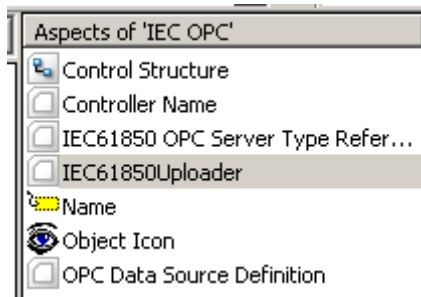 Aspects of 'IEC OPC'
Control Structure
Controller Name
IEC61850 OPC Server Type Refer...
IEC61850Uploader
Name
Object Icon
OPC Data Source Definition